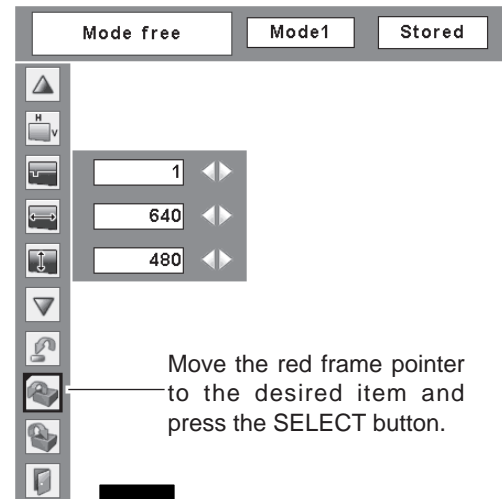 Mode free Mode1 Stored
H
V
1
640
480
Move the red frame pointer
to the desired item and
press the SELECT button.